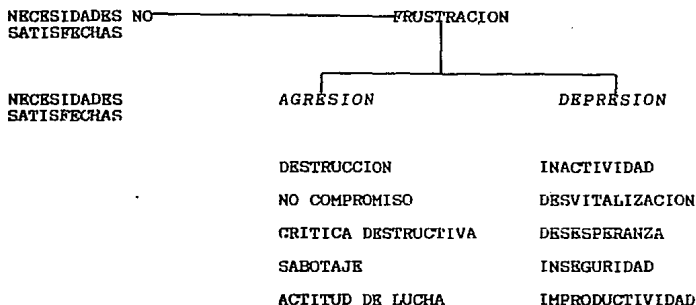 NECESIDADES NO FRUSTRACION
SATISFECHAS
NECESIDADES AGRESION DEPRESION
SATISFECHAS
DESTRUCCION INACTIVIDAD
NO COMPROMISO DESVITALIZACION
CRITICA DESTRUCTIVA DESESPERANZA
SABOTAJE INSEGURIDAD
ACTITUD DE LUCHA IMPRODUCTIVIDAD